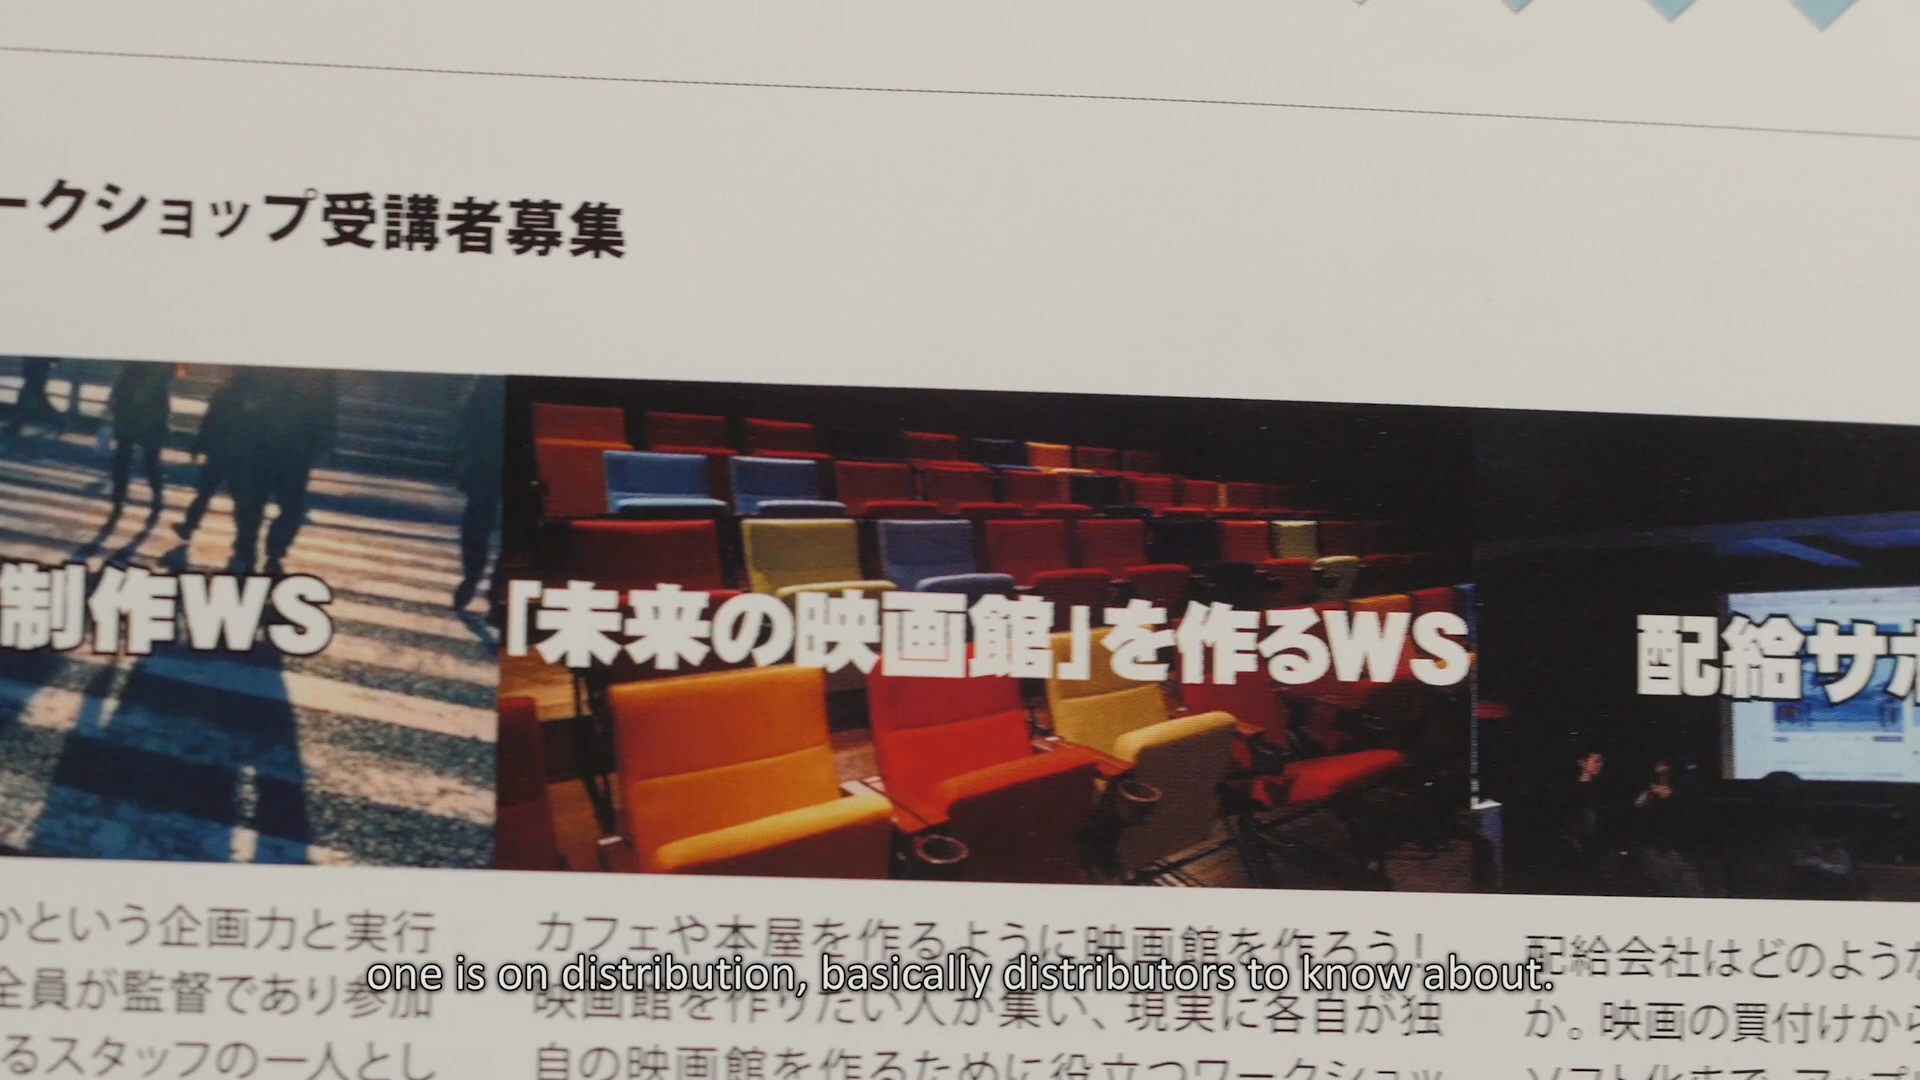 ークショップ受講者募集
制作WS
「未来の映画館」を作るWS
配給サポ
かという企画力と実行
全員が監督であり参加
るスタッフの一人とし
カフェや本屋を作るように映画館を作ろう！
映画館を作りたい人が集い、現実に各自が独
自の映画館を作るために役立つワークショッ
配給会社はどのような
か。映画の買付けから
one is on distribution, basically distributors to know about.